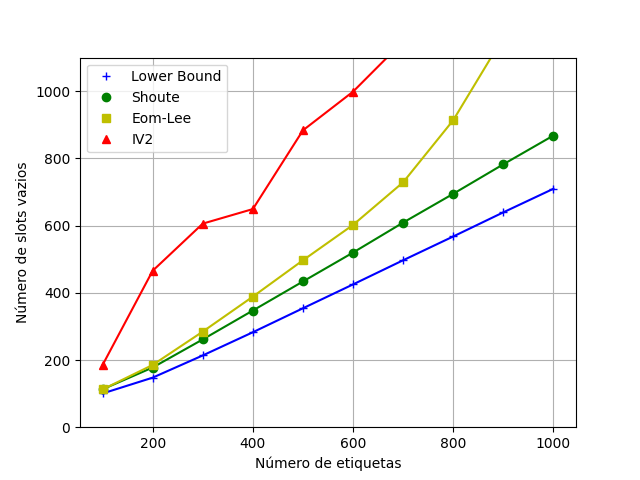 Lower Bound
Shoute
Eom-Lee
IV2
1000
800
600
400
200
0
Número de slots vazios
200 400 600 800 1000
Número de etiquetas